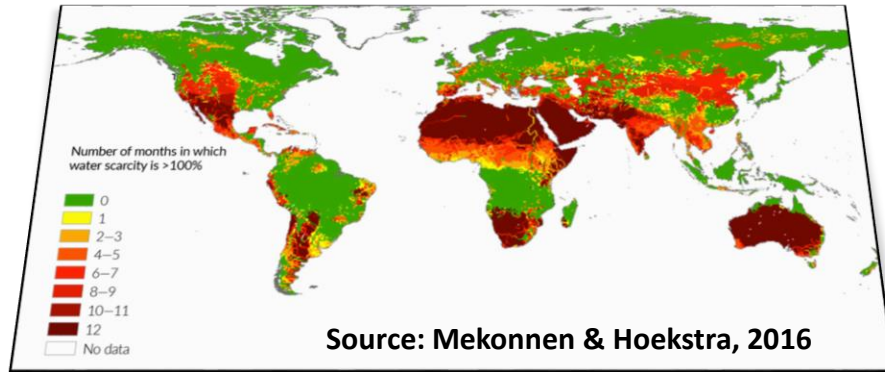 Number of months in which
water scarcity is >100%
0
1
2–3
4–5
6–7
8–9
10–11
12
No data
Source: Mekonnen & Hoekstra, 2016